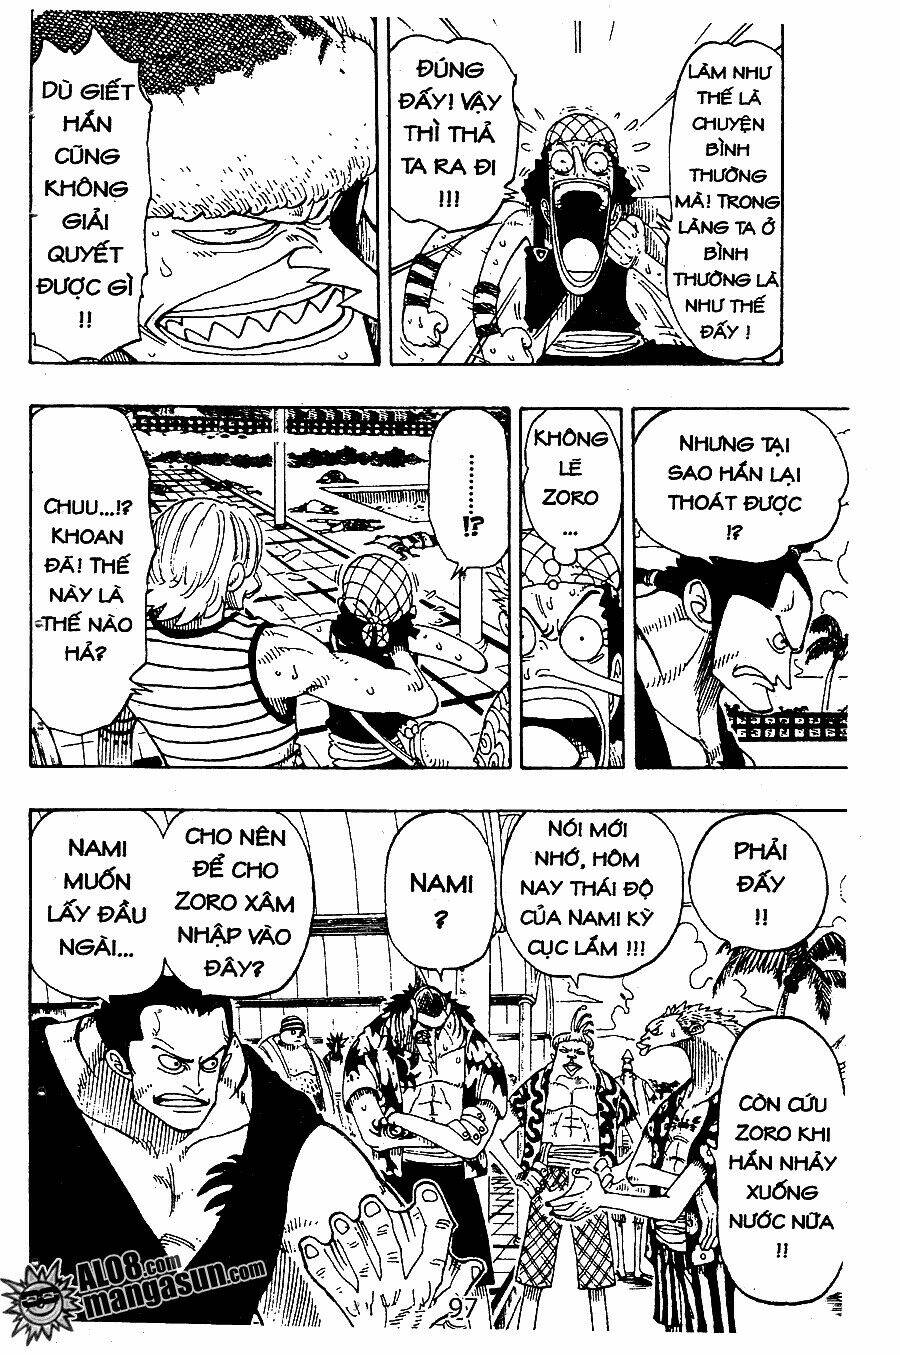 LÀM NHƯ
THẾ LÀ
CHUYỆN
BÌNH
THƯỜNG
MÀ! TRONG
LÀNG TA Ở
BÌNH
THƯỜNG LÀ
NHƯ THẾ
ĐẤY !
ĐÚNG
ĐẤY! VẬY
THÌ THẢ
TA RA ĐI
!!!
DÙ GIẾT
HẮN
CŨNG
KHÔNG
GIẢI
QUYẾT
ĐƯỢC GÌ
!!
NHƯNG TẠI
SAO HẮN LẠI
THOÁT ĐƯỢC
!?
KHÔNG
LẼ
ZORO
...
.........
!?
CHUU...!?
KHOAN
ĐÃ! THẾ
NÀY LÀ
THẾ NÀO
HẢ?
PHẢI
ĐẤY
!!
NÓI MỚI
NHỚ, HÔM
NAY THÁI ĐỘ
CỦA NAMI KỲ
CỤC LẮM !!!
CÒN CỨU
ZORO KHI
HẮN NHẢY
XUỐNG
NƯỚC NỮA
!!
NAMI
?
CHO NÊN
ĐỂ CHO
ZORO XÂM
NHẬP VÀO
ĐÂY?
NAMI
MUỐN
LẤY ĐẦU
NGÀI...
97
ALO8.com
mangasun.com